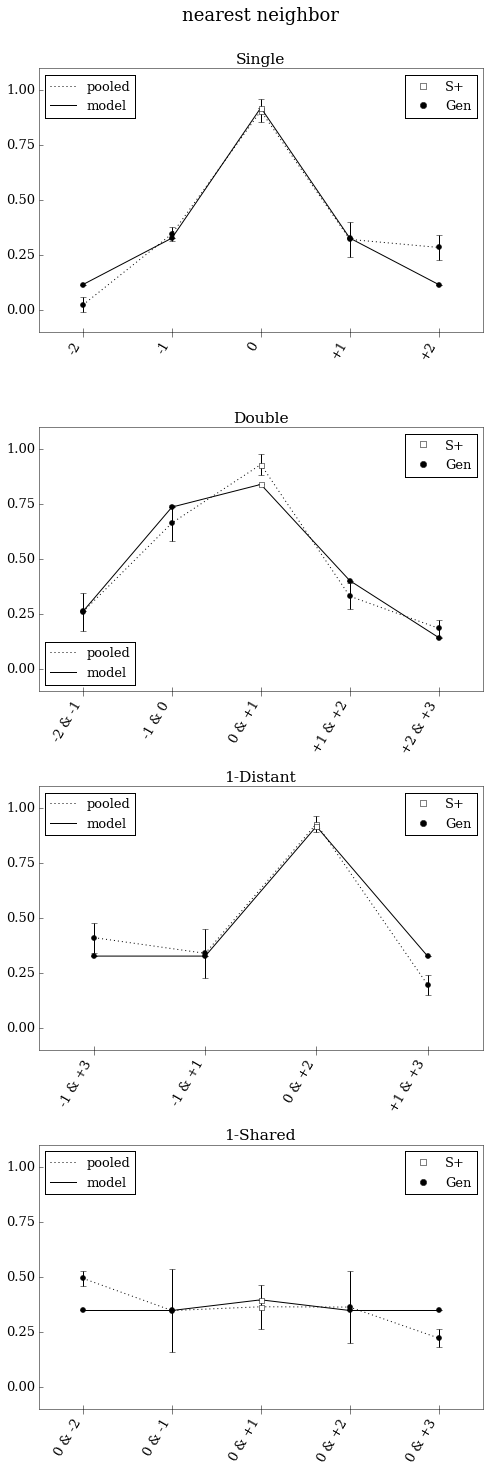 nearest neighbor
Single
pooled
model
S+
Gen
1.00
0.75
0.50
0.25
0.00
-2
-1
0
+1
+2
Double
S+
Gen
pooled
model
1.00
0.75
0.50
0.25
0.00
-2 & -1
-1 & 0
0 & +1
+1 & +2
+2 & +3
1-Distant
pooled
model
S+
Gen
1.00
0.75
0.50
0.25
0.00
-1 & +3
-1 & +1
0 & +2
+1 & +3
1-Shared
pooled
model
S+
Gen
1.00
0.75
0.50
0.25
0.00
0 & -2
0 & -1
0 & +1
0 & +2
0 & +3